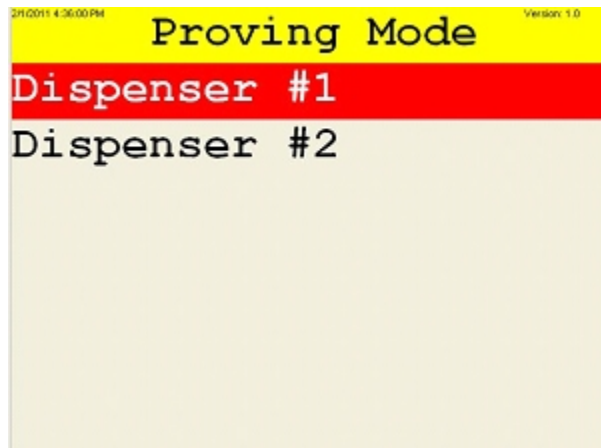 2/1/2011 4:36:00 PM
Proving Mode
Version: 1.0
Dispenser #1
Dispenser #2